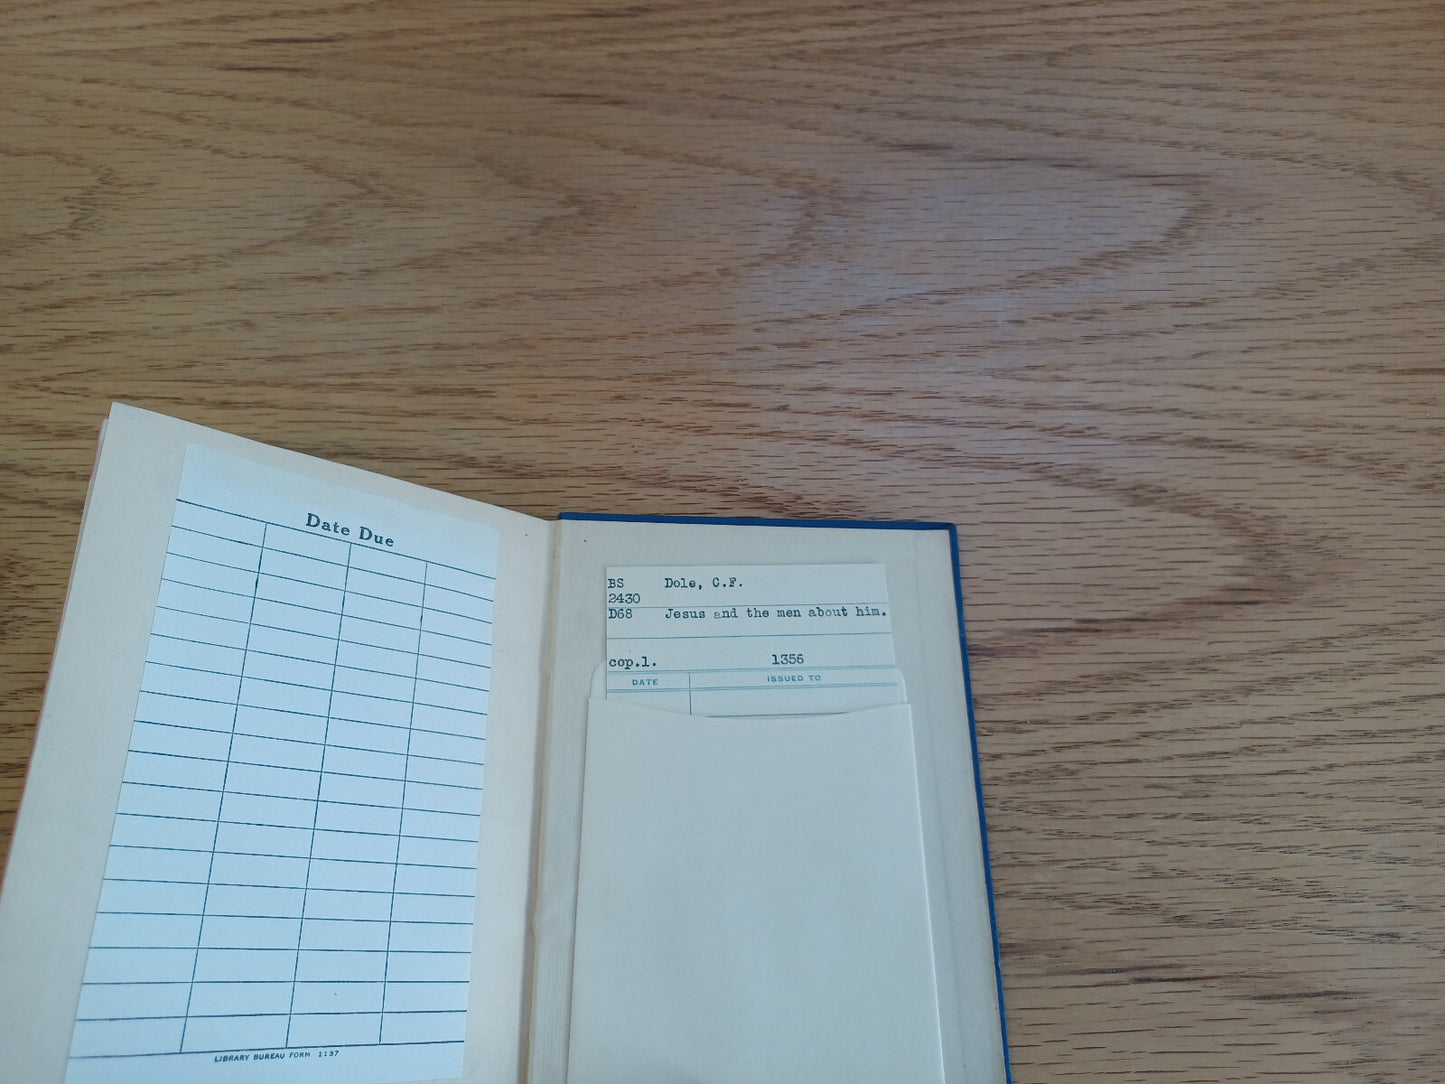 Date Due
LIBRARY BUREAU FORM 1137
BS Dole, C.F.
2430
D68 Jesus and the men about him.
cop.1. 1356
DATE ISSUED TO